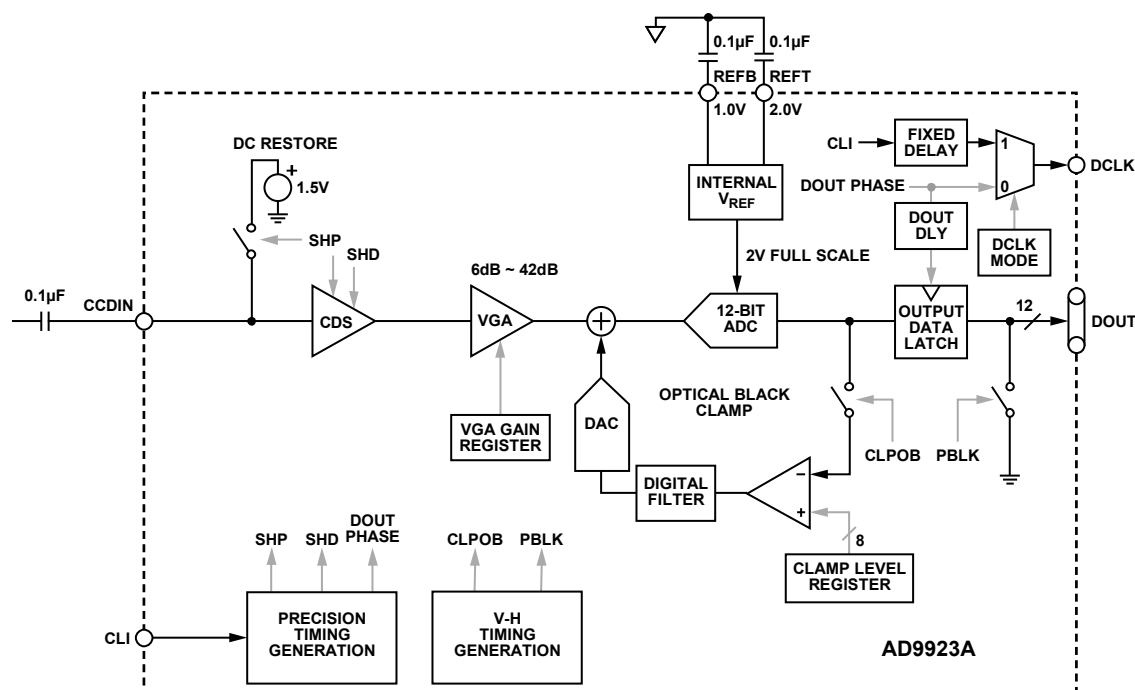 0.1µF 0.1µF
REFB REFT
1.0V 2.0V
DC RESTORE
+
1.5V
CLI
FIXED
DELAY
1
DCLK
DOUT PHASE
0
INTERNAL
VREF
DOUT
DLY
DCLK
MODE
SHP
SHD
2V FULL SCALE
6dB ~ 42dB
0.1µF
CCDIN
CDS
VGA
+
12-BIT
ADC
OUTPUT
DATA
LATCH
12
DOUT
VGA GAIN
REGISTER
DAC
OPTICAL BLACK
CLAMP
CLPOB
PBLK
DIGITAL
FILTER
–
+
8
CLAMP LEVEL
REGISTER
SHP
SHD
DOUT
PHASE
CLPOB
PBLK
CLI
PRECISION
TIMING
GENERATION
V-H
TIMING
GENERATION
AD9923A